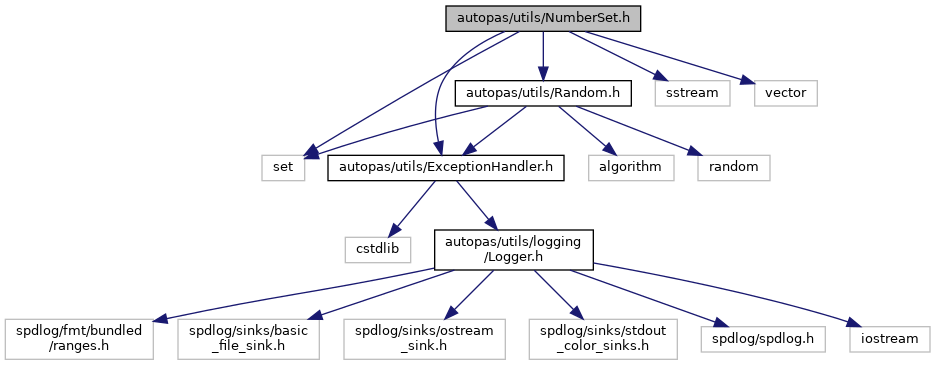 autopas/utils/NumberSet.h
autopas/utils/Random.h
sstream
vector
set
autopas/utils/ExceptionHandler.h
algorithm
random
cstdlib
autopas/utils/logging
/Logger.h
spdlog/fmt/bundled
/ranges.h
spdlog/sinks/basic
_file_sink.h
spdlog/sinks/ostream
_sink.h
spdlog/sinks/stdout
_color_sinks.h
spdlog/spdlog.h
iostream